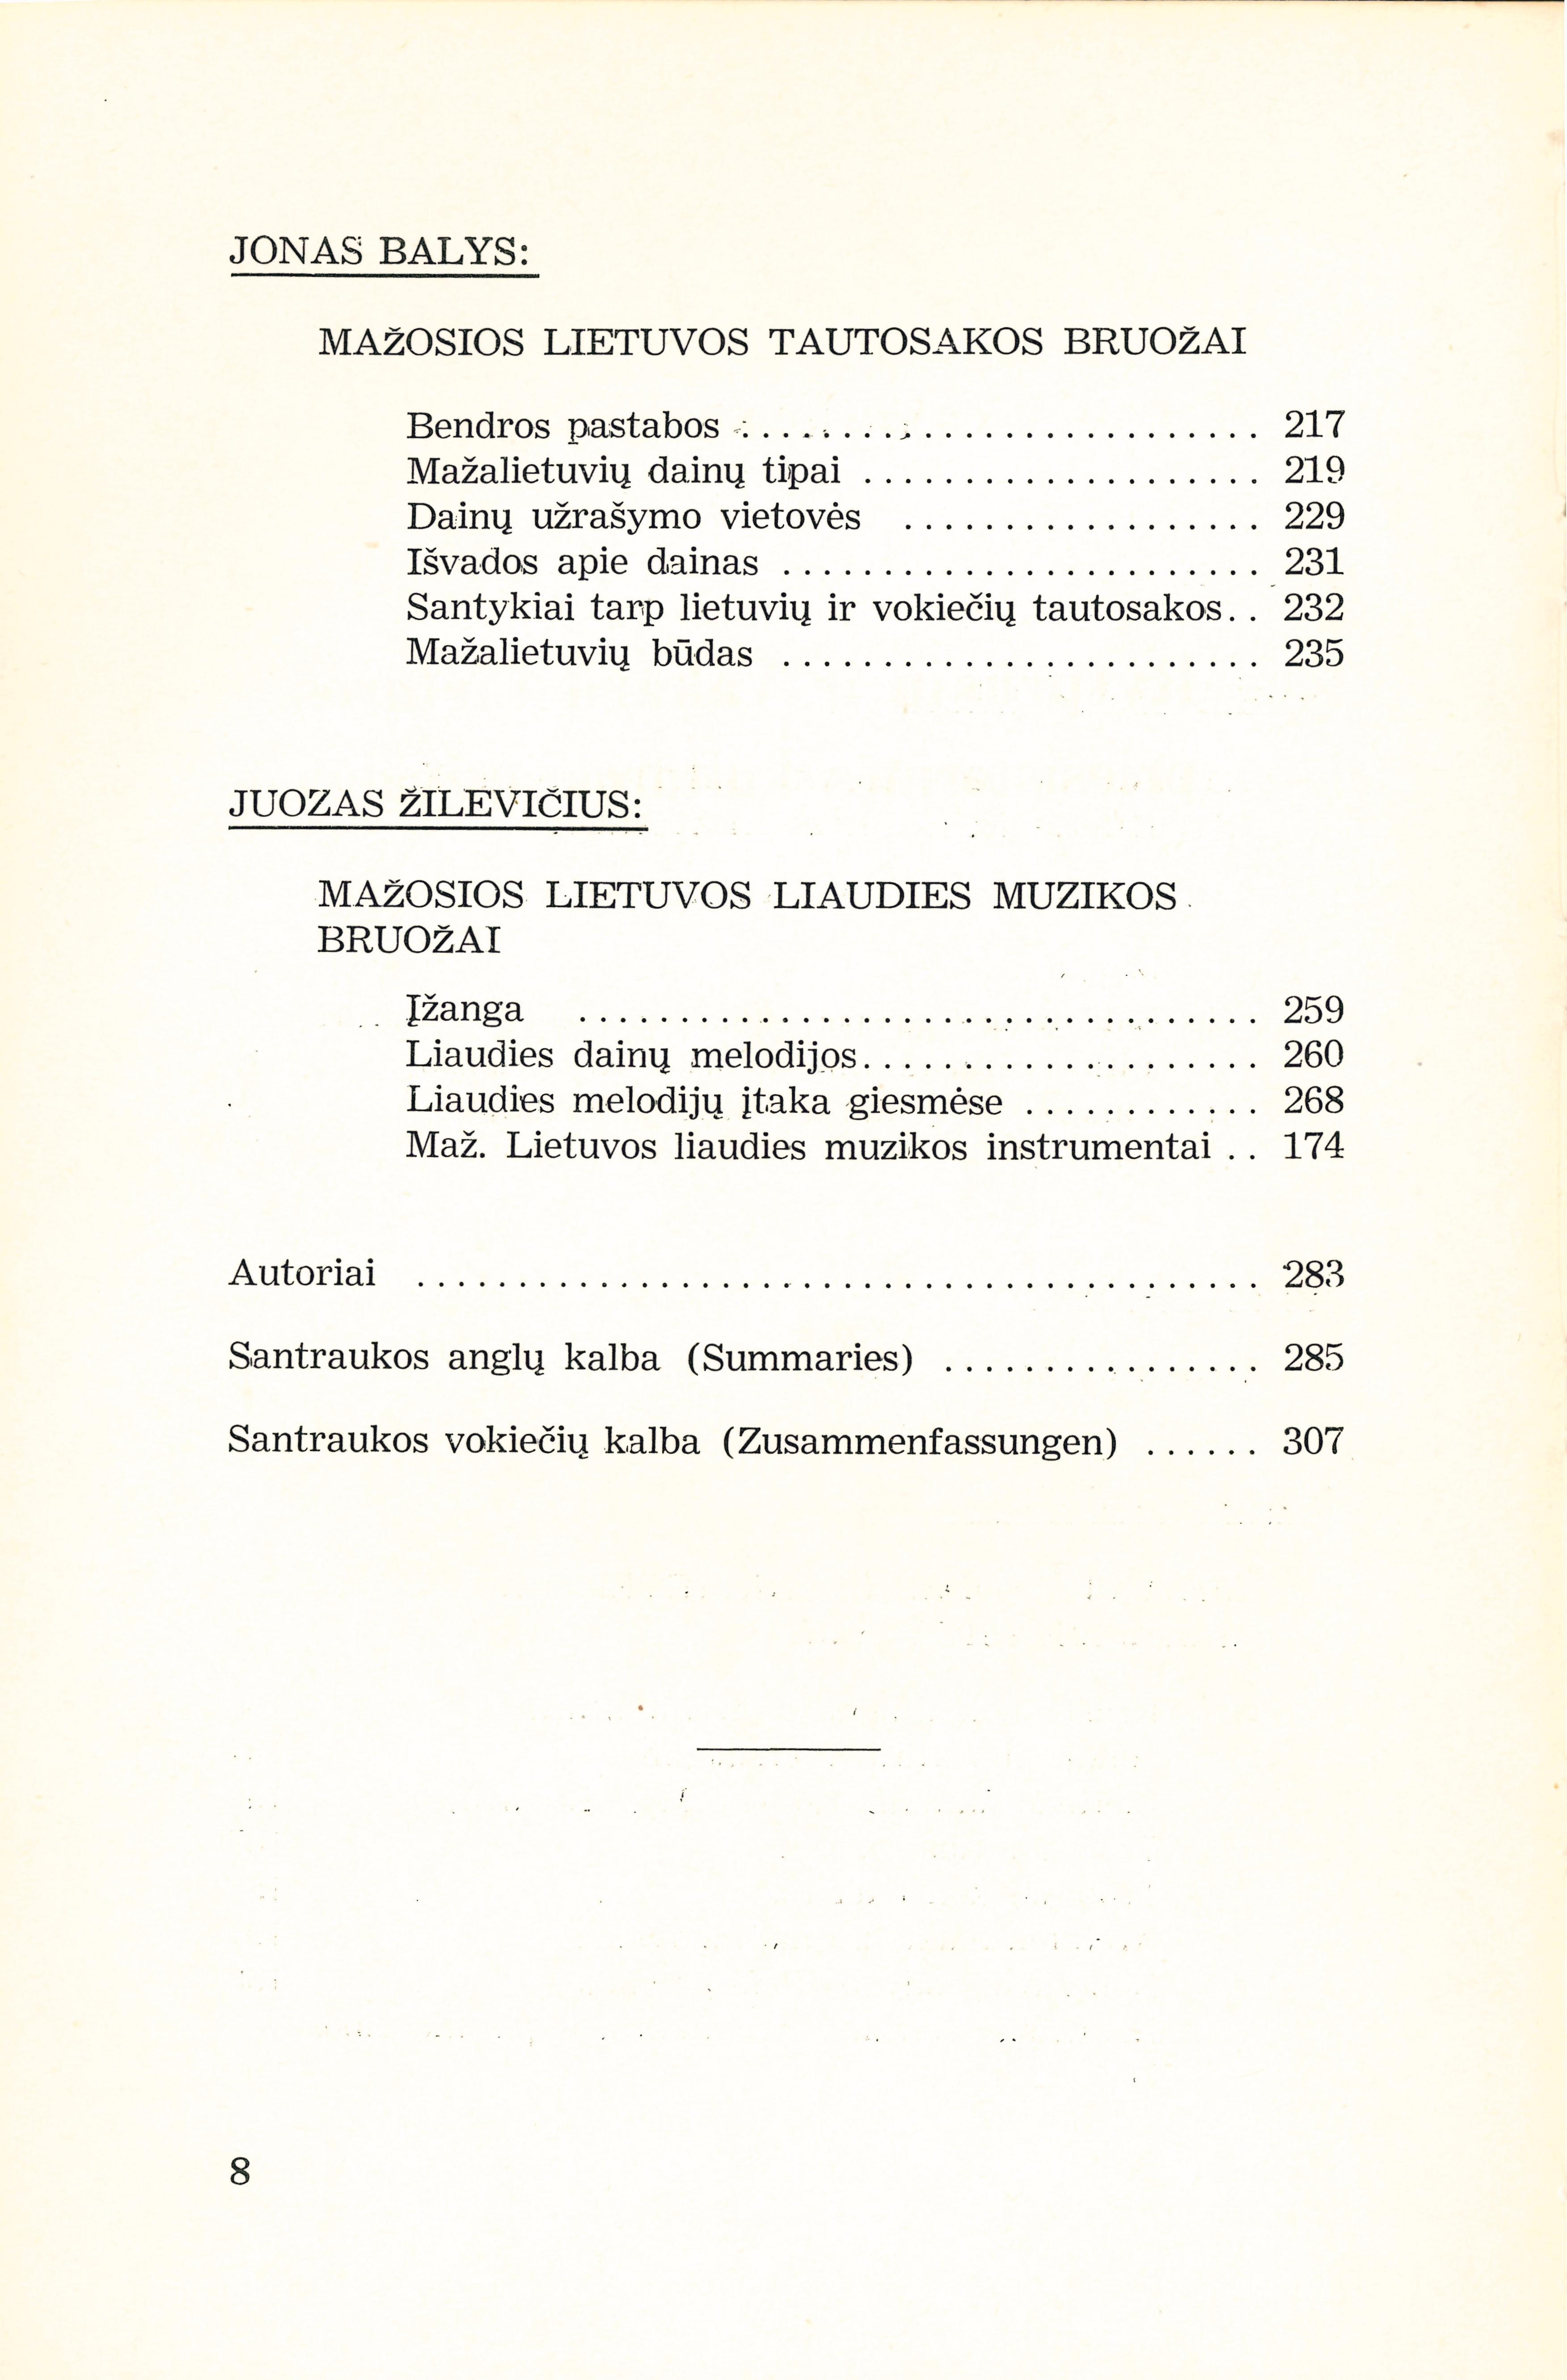 JONAS BALYS:
MAŽOSIOS LIETUVOS TAUTOSAKOS BRUOŽAI
Bendros pastabos .......................... 217
Mažalietuvių dainų tipai .................... 219
Dainų užrašymo vietovės .................. 229
Išvados apie dainas ........................ 231
Santykiai tarp lietuvių ir vokiečių tautosakos.. 232
Mažalietuvių būdas ........................ 235
JUOZAS ŽILEVIČIUS:
MAŽOSIOS LIETUVOS LIAUDIES MUZIKOS
BRUOŽAI
Įžanga .................................. 259
Liaudies dainų melodijos.................... 260
Liaudies melodijų įtaka giesmėse ............ 268
Maž. Lietuvos liaudies muzikos instrumentai .. 174
Autoriai .......................................... 283
Santraukos anglų kalba (Summaries) ................ 285
Santraukos vokiečių kalba (Zusammenfassungen) ...... 307
8